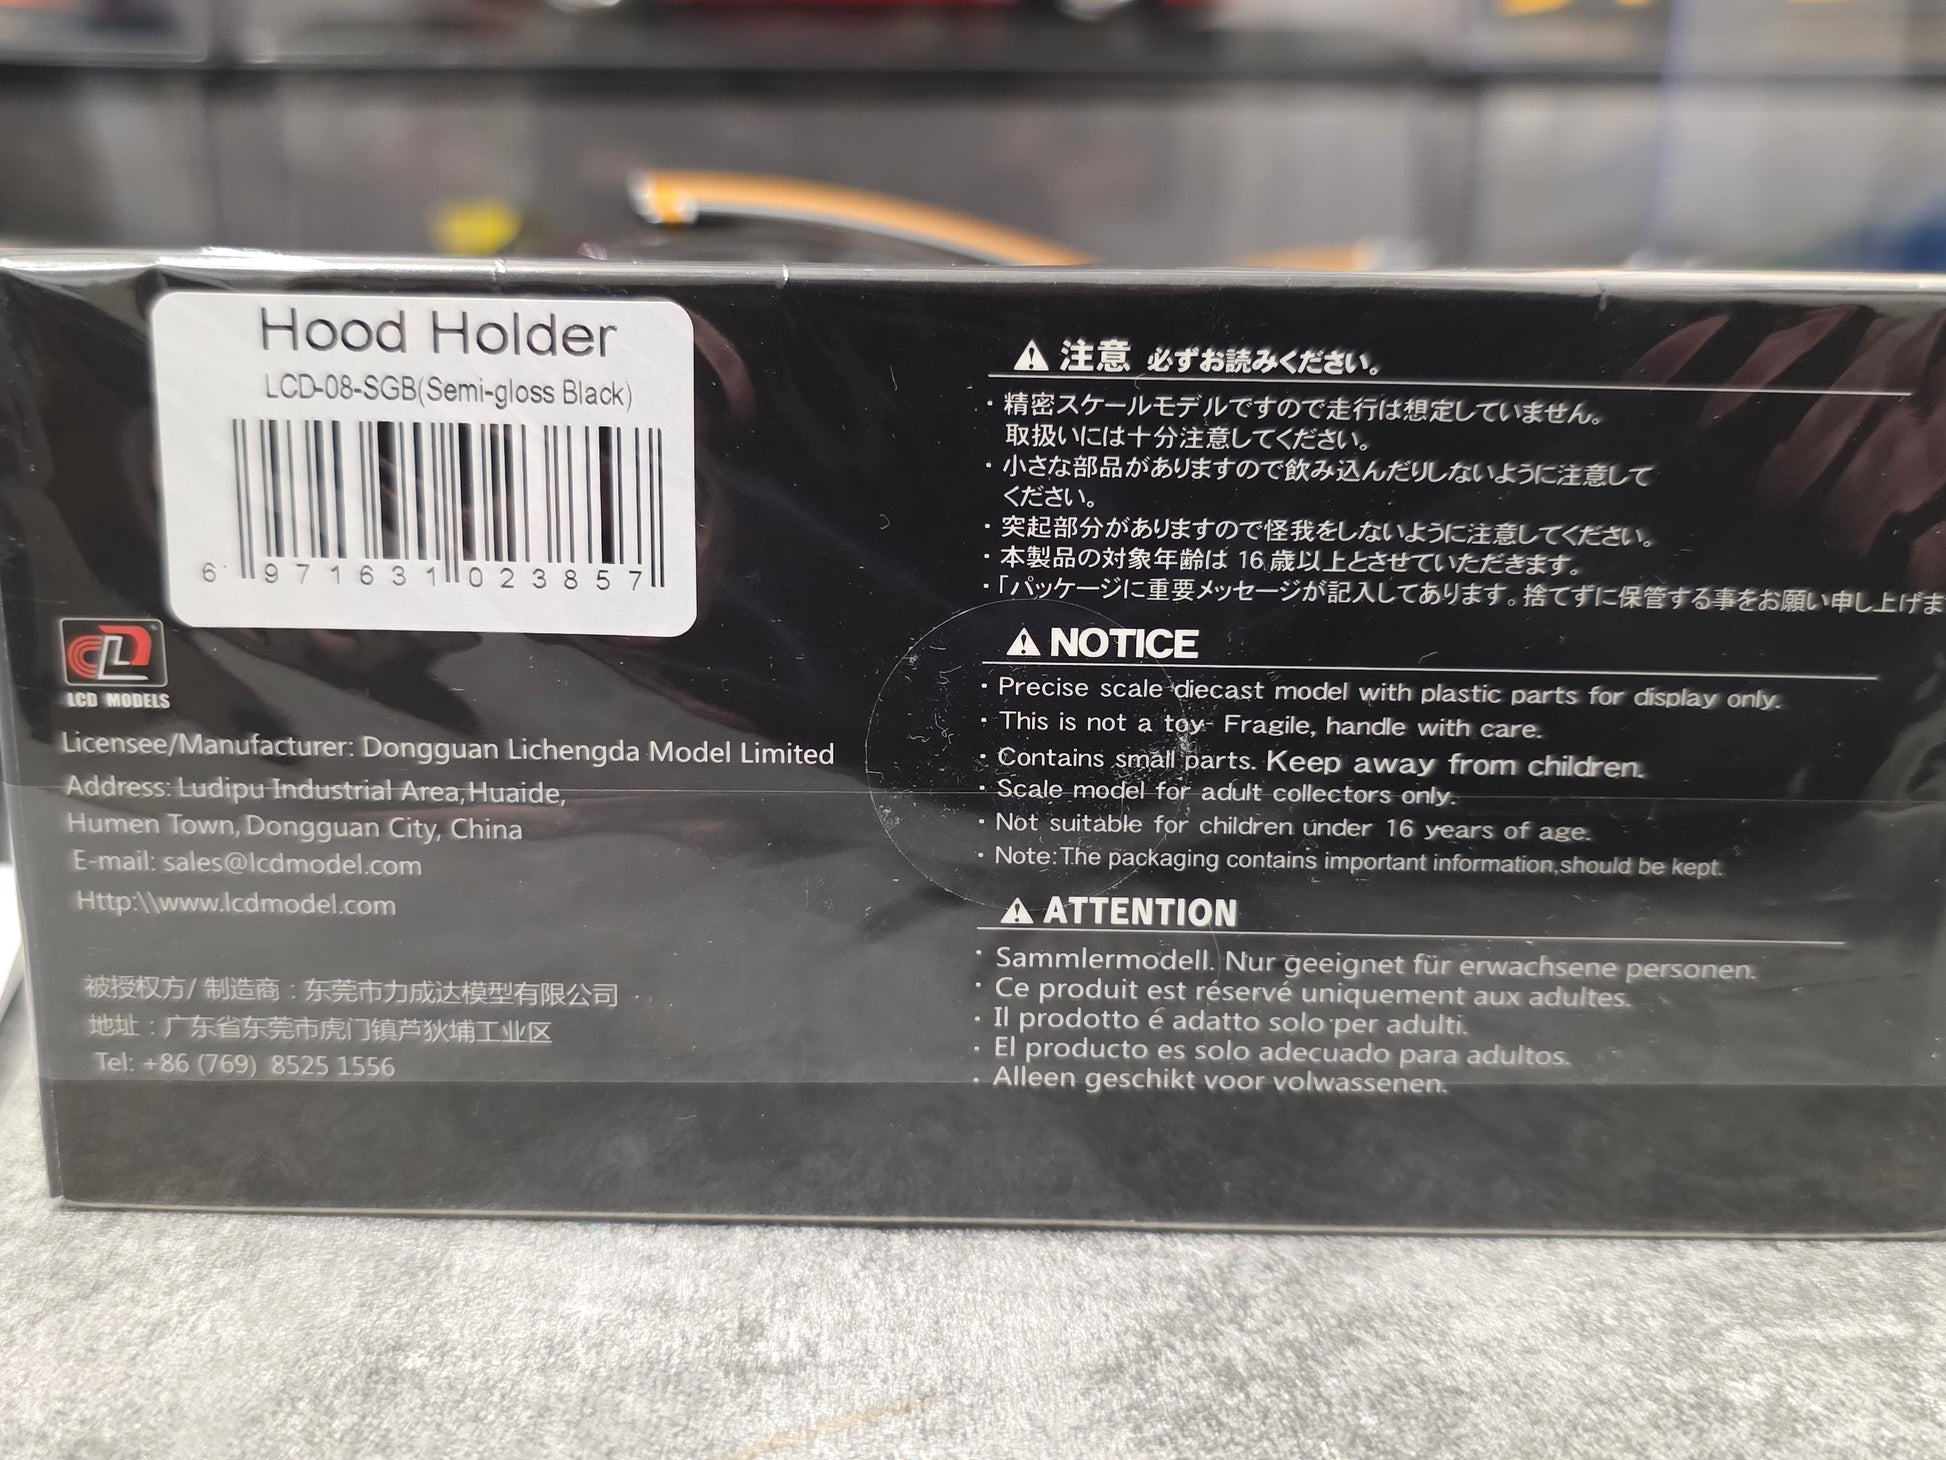 Hood Holder
LCD-08-SGB(Semi-gloss Black)
6 971631 023857
LCD MODELS
Licensee/Manufacturer: Dongguan Lichengda Model Limited
Address: Ludipu Industrial Area,Huaide,
Humen Town, Dongguan City, China
E-mail: sales@lcdmodel.com
Http:\\www.lcdmodel.com
被授权方/ 制造商：东莞市力成达模型有限公司
地址：广东省东莞市虎门镇芦狄埔工业区
Tel: +86 (769) 8525 1556
⚠ 注意 必ずお読みください。
・精密スケールモデルですので走行は想定していません。
取扱いには十分注意してください。
・小さな部品がありますので飲み込んだりしないように注意して
ください。
・突起部分がありますので怪我をしないように注意してください。
・本製品の対象年齢は 16 歳以上とさせていただきます。
・「パッケージに重要メッセージが記入してあります。捨てずに保管する事をお願い申し上げま
⚠ NOTICE
· Precise scale diecast model with plastic parts for display only.
· This is not a toy- Fragile, handle with care.
· Contains small parts. Keep away from children.
· Scale model for adult collectors only.
· Not suitable for children under 16 years of age.
· Note:The packaging contains important information,should be kept.
⚠ ATTENTION
· Sammlermodell. Nur geeignet für erwachsene personen.
· Ce produit est réservé uniquement aux adultes.
· Il prodotto é adatto solo per adulti.
· El producto es solo adecuado para adultos.
· Alleen geschikt voor volwassenen.